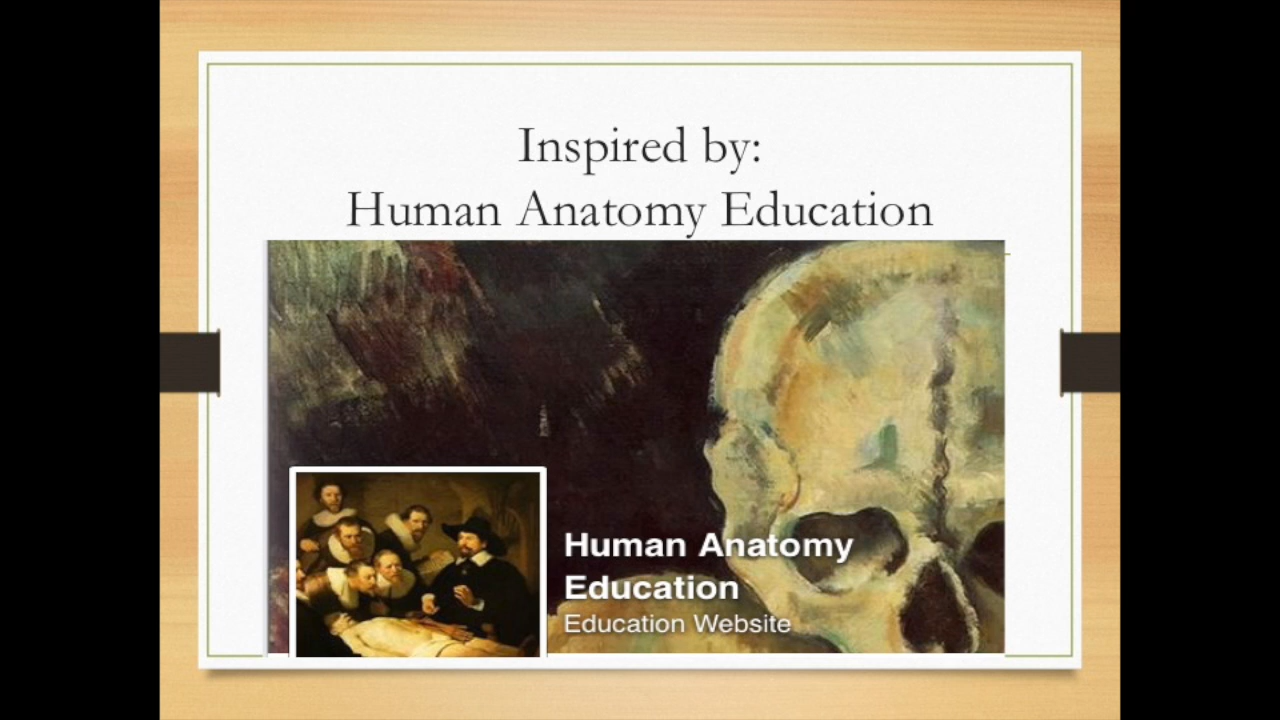 Inspired by:
Human Anatomy Education
Human Anatomy
Education
Education Website